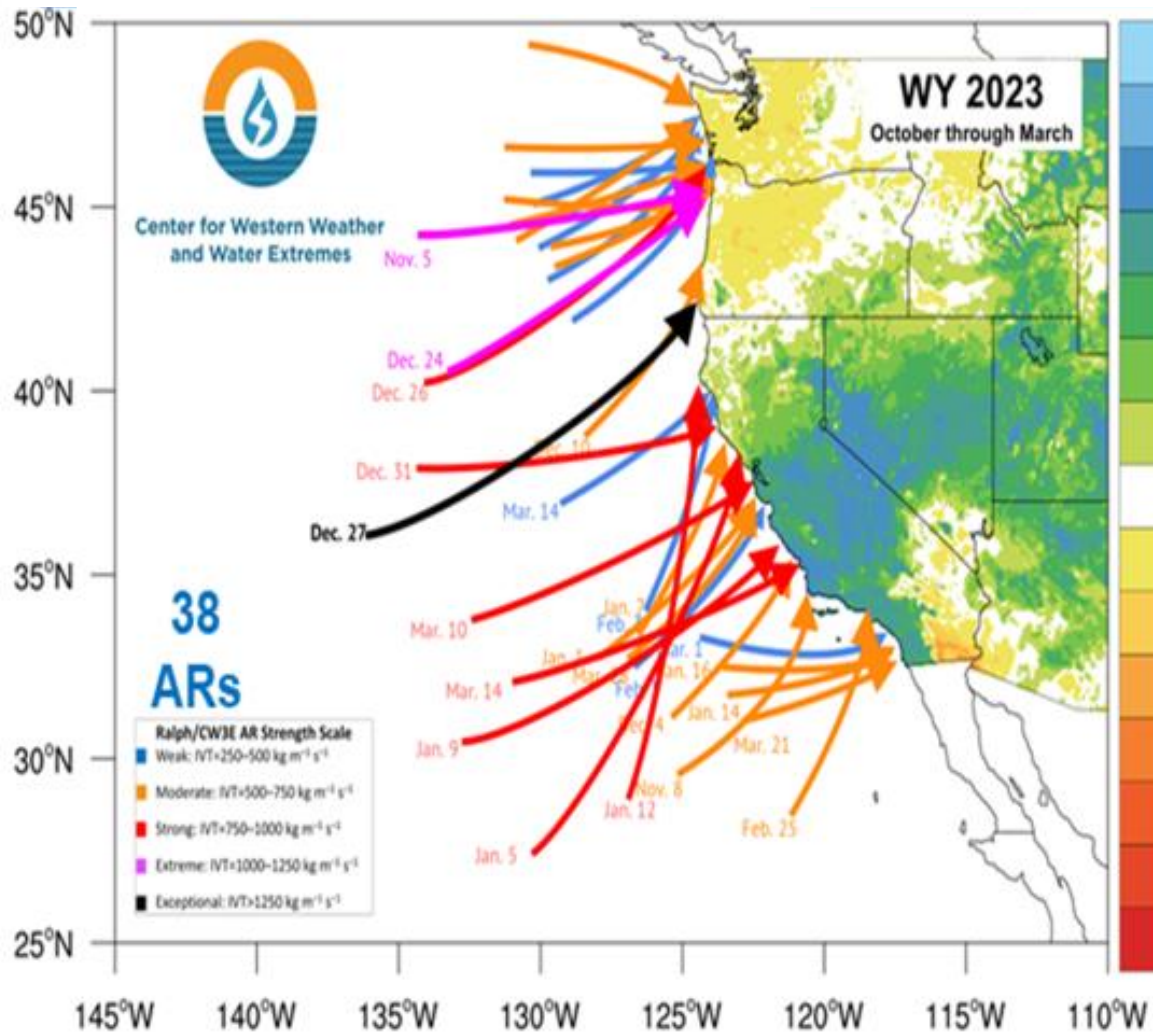 50°N
WY 2023
October through March
45°N
Center for Western Weather
and Water Extremes
Nov. 5
Dec. 24
Dec. 26
40°N
Dec. 10
Dec. 31
Mar. 14
Dec. 27
35°N
38
ARs
Jan. 2
Feb.
Mar. 10
Mar. 1
Jan. 16
Mar. 14
Feb.
Jan. 14
Ralph/CW3E AR Strength Scale
Weak: IVT=250–500 kg m⁻¹ s⁻¹
Jan. 9
Mar. 21
30°N
Moderate: IVT=500–750 kg m⁻¹ s⁻¹
Nov. 8
Jan. 12
Strong: IVT=750–1000 kg m⁻¹ s⁻¹
Feb. 25
Jan. 5
Extreme: IVT=1000–1250 kg m⁻¹ s⁻¹
Exceptional: IVT>1250 kg m⁻¹ s⁻¹
25°N
145°W 140°W 135°W 130°W 125°W 120°W 115°W 110°W